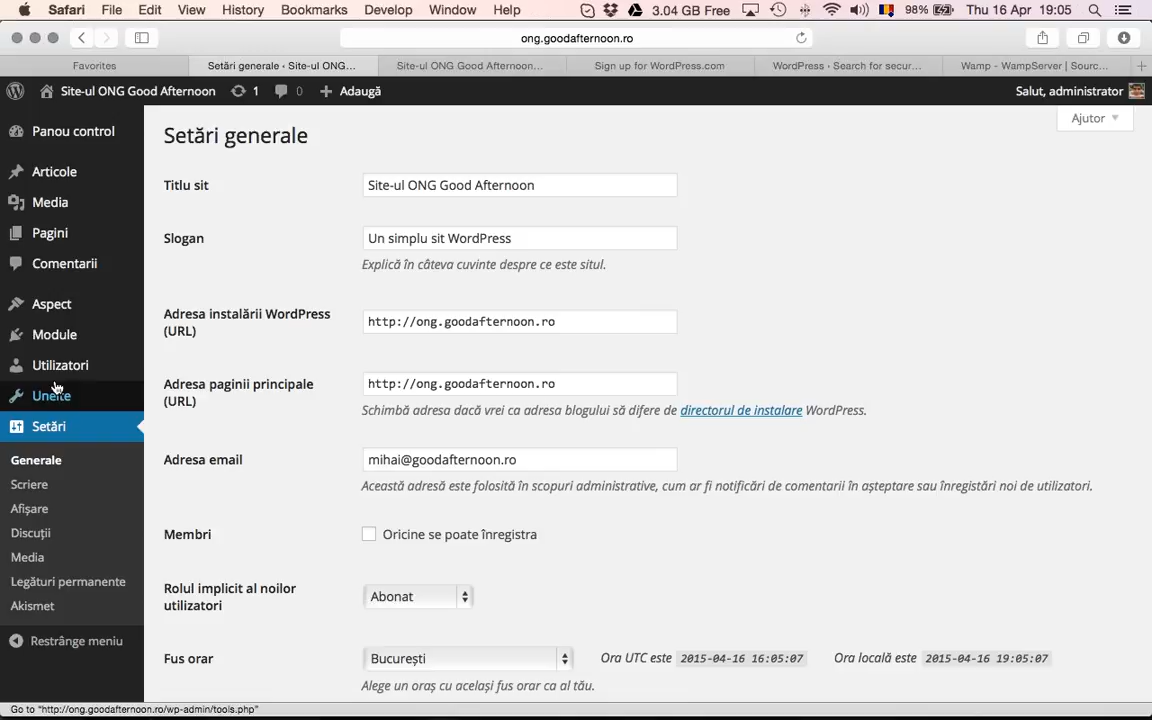 Safari File Edit View History Bookmarks Develop Window Help 3.04 GB Free 98% Thu 16 Apr 19:05
ong.goodafternoon.ro
Favorites Setări generale ‹ Site-ul ONG... Site-ul ONG Good Afternoon... Sign up for WordPress.com WordPress › Search for secur... Wamp - WampServer | Sourc...
Site-ul ONG Good Afternoon 1 0 Adaugă Salut, administrator
Ajutor
Panou control
Articole
Media
Pagini
Comentarii
Aspect
Module
Utilizatori
Unelte
Setări
Generale
Scriere
Afișare
Discuții
Media
Legături permanente
Akismet
Restrânge meniu
Setări generale
Titlu sit Site-ul ONG Good Afternoon
Slogan Un simplu sit WordPress
Explică în câteva cuvinte despre ce este situl.
Adresa instalării WordPress
(URL)
http://ong.goodafternoon.ro
Adresa paginii principale
(URL)
http://ong.goodafternoon.ro
Schimbă adresa dacă vrei ca adresa blogului să difere de directorul de instalare WordPress.
Adresa email mihai@goodafternoon.ro
Această adresă este folosită în scopuri administrative, cum ar fi notificări de comentarii în așteptare sau înregistrări noi de utilizatori.
Membri Oricine se poate înregistra
Rolul implicit al noilor
utilizatori
Abonat
Fus orar București Ora UTC este 2015-04-16 16:05:07 Ora locală este 2015-04-16 19:05:07
Alege un oraș cu același fus orar ca al tău.
Go to "http://ong.goodafternoon.ro/wp-admin/tools.php"